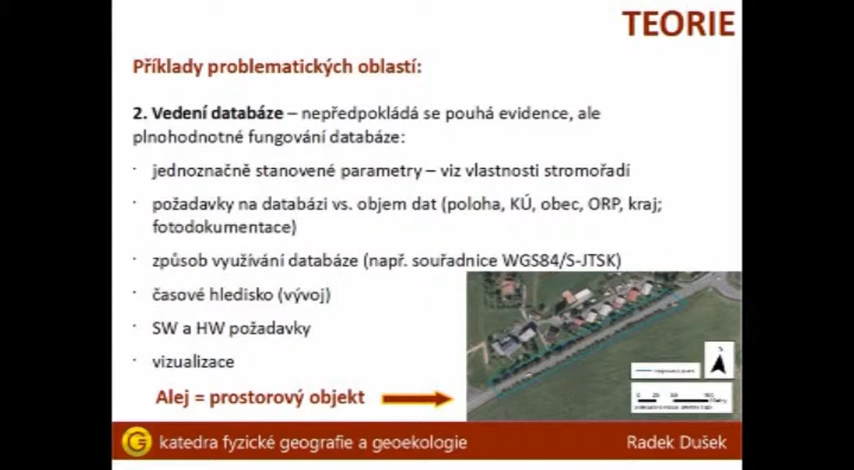 TEORIE
Příklady problematických oblastí:
2. Vedení databáze – nepředpokládá se pouhá evidence, ale
plnohodnotné fungování databáze:
· jednoznačně stanovené parametry – viz vlastnosti stromořadí
· požadavky na databázi vs. objem dat (poloha, KÚ, obec, ORP, kraj;
fotodokumentace)
· způsob využívání databáze (např. souřadnice WGS84/S-JTSK)
· časové hledisko (vývoj)
· SW a HW požadavky
· vizualizace
Alej = prostorový objekt
G katedra fyzické geografie a geoekologie
Radek Dušek